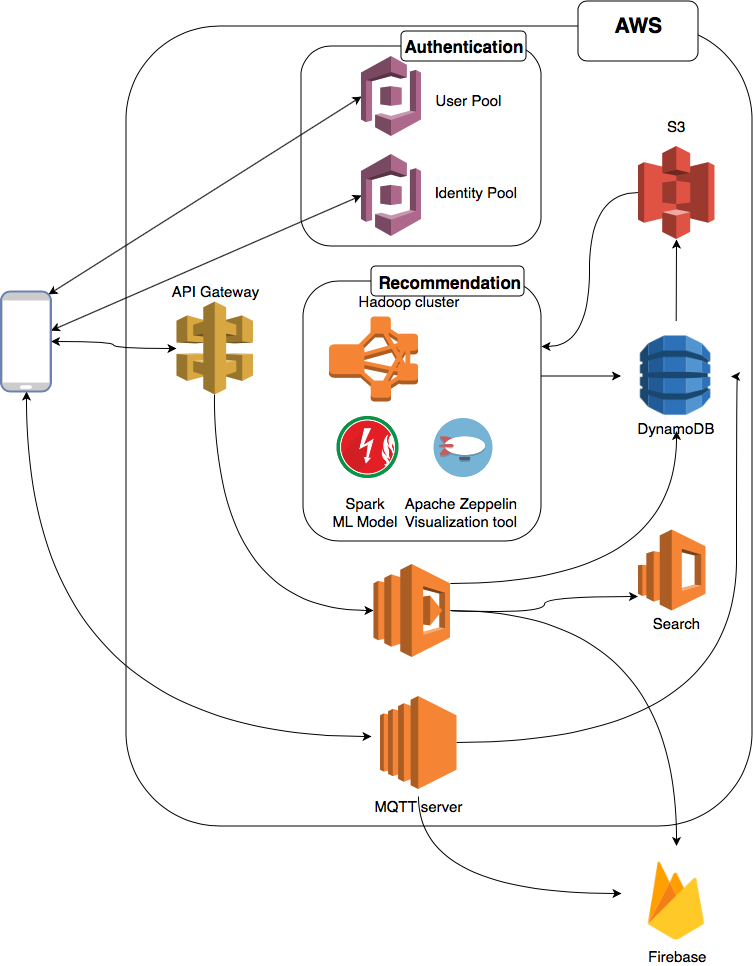 AWS
Authentication
User Pool
S3
Identity Pool
API Gateway
Recommendation
Hadoop cluster
DynamoDB
Spark
ML Model
Apache Zeppelin
Visualization tool
Search
MQTT server
Firebase